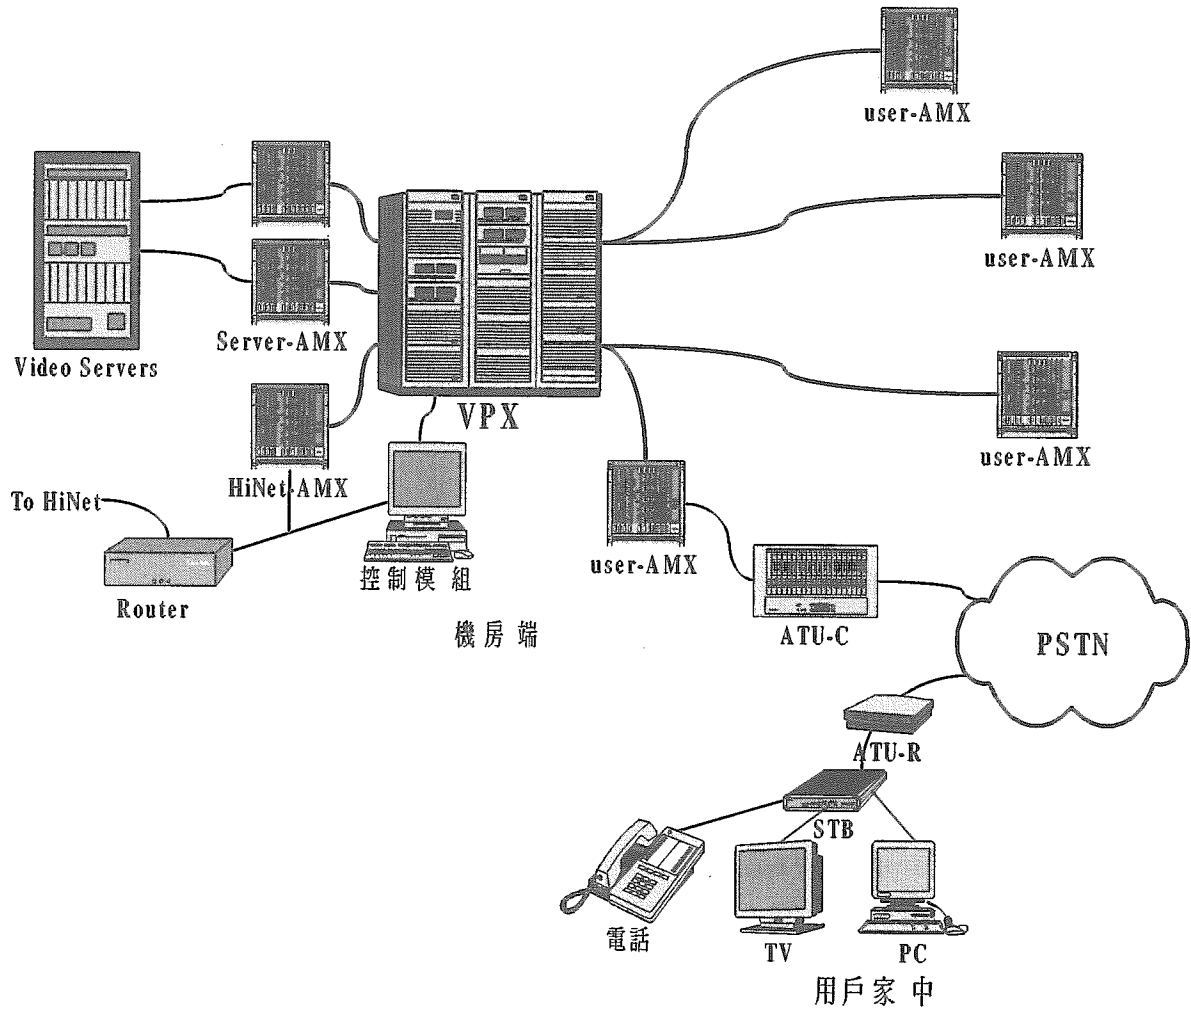 user-AMX
user-AMX
Server-AMX
Video Servers
user-AMX
VPX
HiNet-AMX
To HiNet
user-AMX
控制模組
Router
機房端
ATU-C
PSTN
ATU-R
STB
電話
TV
PC
用戶家中